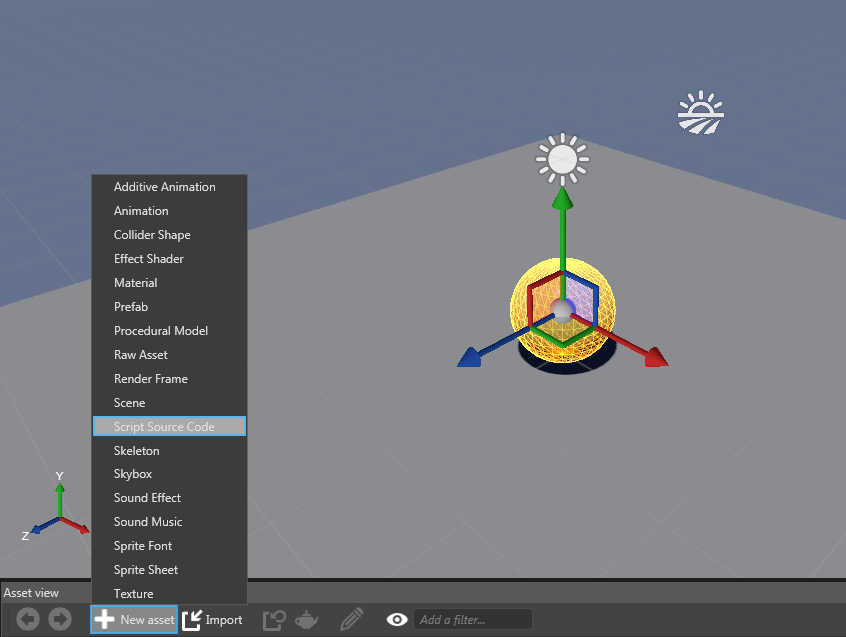 Additive Animation
Animation
Collider Shape
Effect Shader
Material
Prefab
Procedural Model
Raw Asset
Render Frame
Scene
Script Source Code
Skeleton
Skybox
Sound Effect
Sound Music
Sprite Font
Sprite Sheet
Texture
Y
Z
Asset view
New asset Import Add a filter...